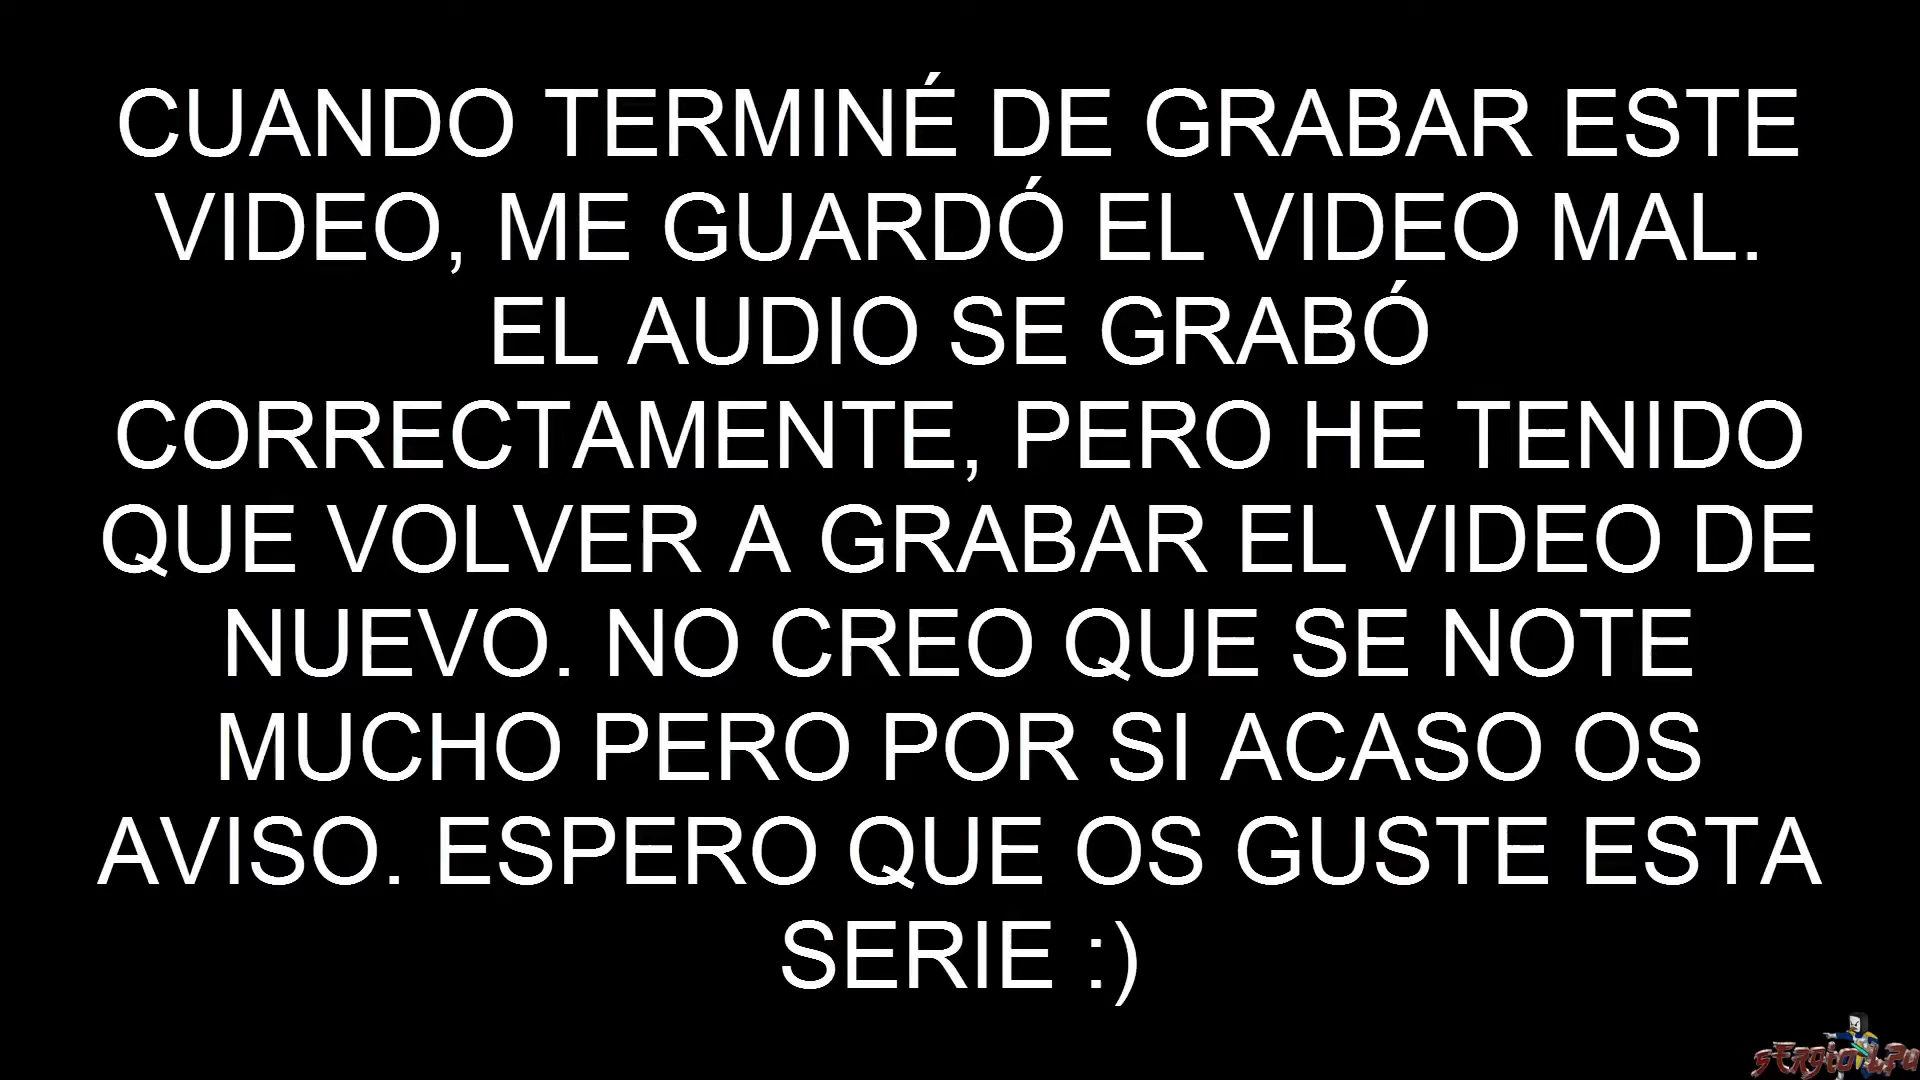 CUANDO TERMINÉ DE GRABAR ESTE
VIDEO, ME GUARDÓ EL VIDEO MAL.
EL AUDIO SE GRABÓ
CORRECTAMENTE, PERO HE TENIDO
QUE VOLVER A GRABAR EL VIDEO DE
NUEVO. NO CREO QUE SE NOTE
MUCHO PERO POR SI ACASO OS
AVISO. ESPERO QUE OS GUSTE ESTA
SERIE :)